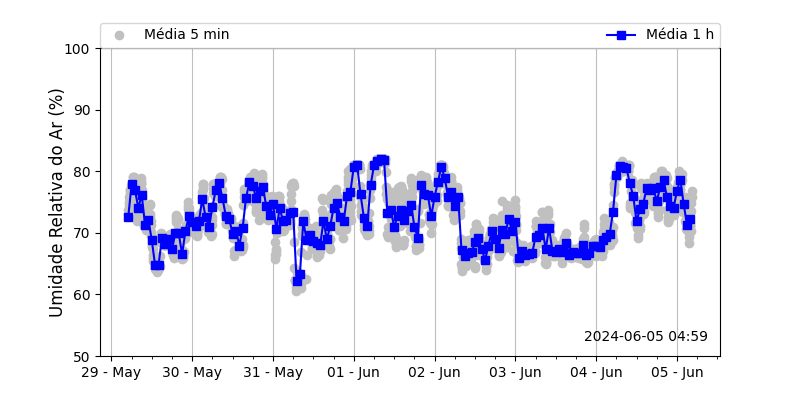 Média 5 min
Média 1 h
100
90
80
70
60
50
Umidade Relativa do Ar (%)
2024-06-05 04:59
29 - May
30 - May
31 - May
01 - Jun
02 - Jun
03 - Jun
04 - Jun
05 - Jun